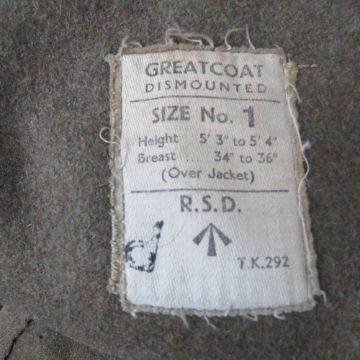 GREATCOAT
DISMOUNTED
SIZE No. 1
Height 5' 3" to 5' 4"
Breast ... 34" to 36"
(Over Jacket)
R.S.D.
T.K.292